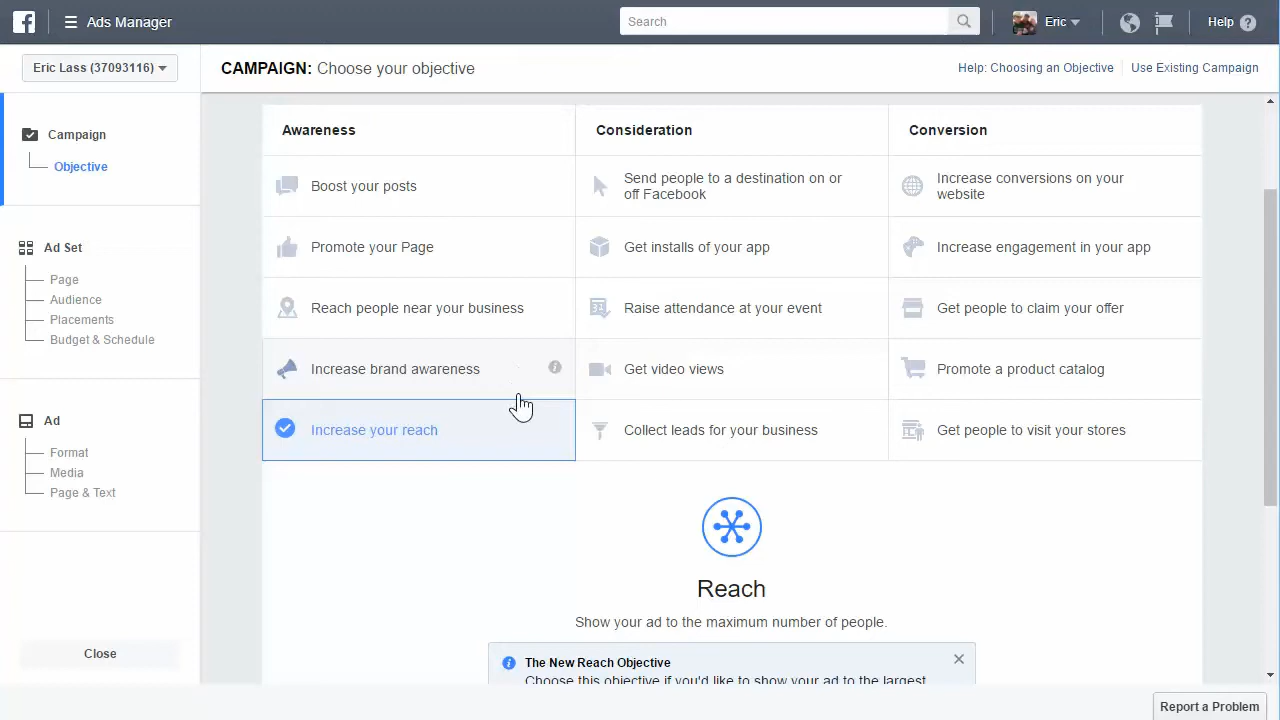 Ads Manager
Search
Eric
Help
Eric Lass (37093116)
CAMPAIGN: Choose your objective
Help: Choosing an Objective
Use Existing Campaign
Campaign
Objective
Ad Set
Page
Audience
Placements
Budget & Schedule
Ad
Format
Media
Page & Text
Close
Awareness
Consideration
Conversion
Boost your posts
Send people to a destination on or
off Facebook
Increase conversions on your
website
Promote your Page
Get installs of your app
Increase engagement in your app
Reach people near your business
31
Raise attendance at your event
Get people to claim your offer
Increase brand awareness
Get video views
Promote a product catalog
Increase your reach
Collect leads for your business
Get people to visit your stores
Reach
Show your ad to the maximum number of people.
The New Reach Objective
Choose this objective if you'd like to show your ad to the largest
Report a Problem